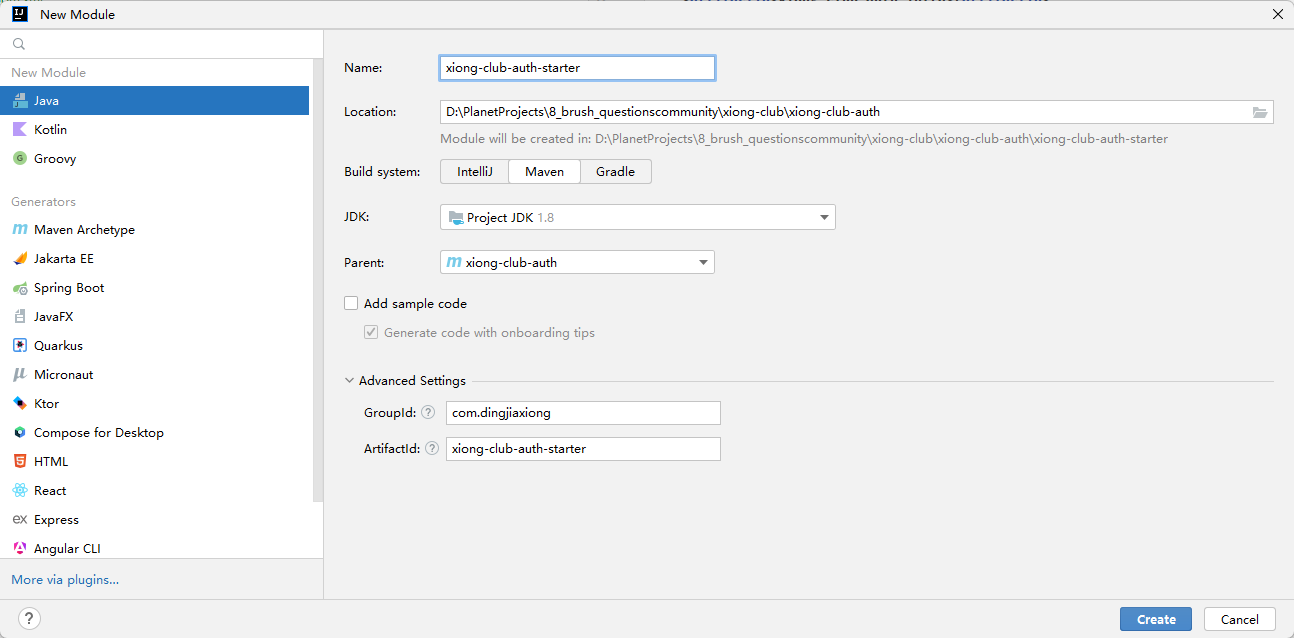 New Module
New Module
Java
Kotlin
Groovy
Generators
Maven Archetype
Jakarta EE
Spring Boot
JavaFX
Quarkus
Micronaut
Ktor
Compose for Desktop
HTML
React
Express
Angular CLI
More via plugins...
Name: xiong-club-auth-starter
Location: D:\PlanetProjects\8_brush_questionscommunity\xiong-club\xiong-club-auth
Module will be created in: D:\PlanetProjects\8_brush_questionscommunity\xiong-club\xiong-club-auth\xiong-club-auth-starter
Build system: IntelliJ Maven Gradle
JDK: Project JDK 1.8
Parent: xiong-club-auth
Add sample code
Generate code with onboarding tips
Advanced Settings
GroupId: ? com.dingjiaxiong
ArtifactId: ? xiong-club-auth-starter
? Create Cancel